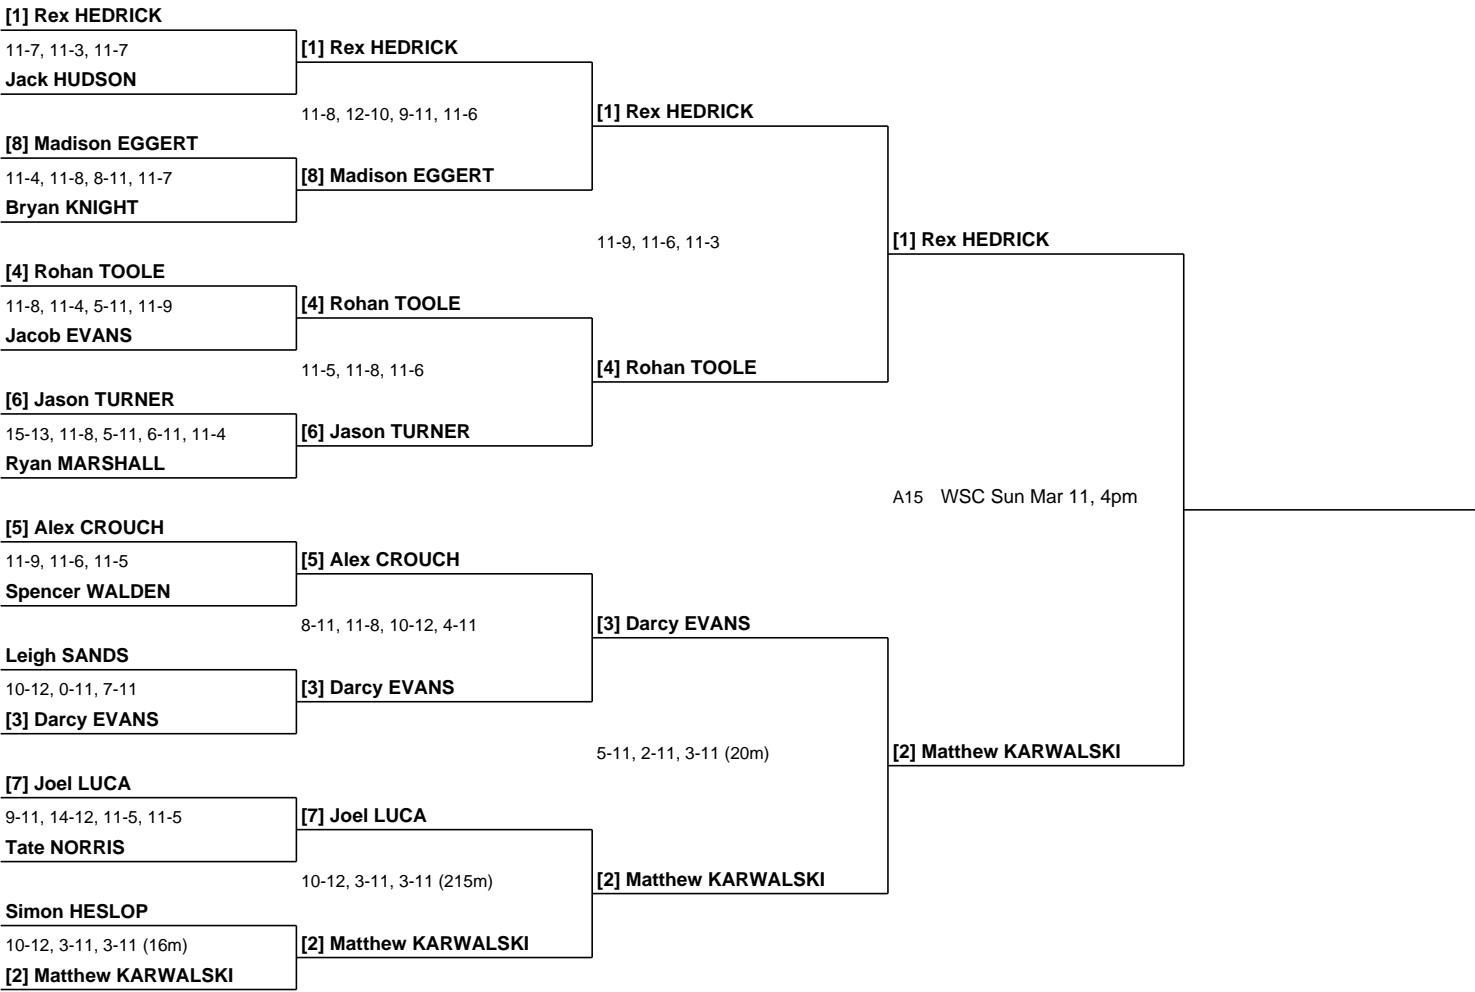 [1] Rex HEDRICK
11-7, 11-3, 11-7
Jack HUDSON
[8] Madison EGGERT
11-4, 11-8, 8-11, 11-7
Bryan KNIGHT
[4] Rohan TOOLE
11-8, 11-4, 5-11, 11-9
Jacob EVANS
[6] Jason TURNER
15-13, 11-8, 5-11, 6-11, 11-4
Ryan MARSHALL
[5] Alex CROUCH
11-9, 11-6, 11-5
Spencer WALDEN
Leigh SANDS
10-12, 0-11, 7-11
[3] Darcy EVANS
[7] Joel LUCA
9-11, 14-12, 11-5, 11-5
Tate NORRIS
Simon HESLOP
10-12, 3-11, 3-11 (16m)
[2] Matthew KARWALSKI
[1] Rex HEDRICK
11-8, 12-10, 9-11, 11-6
[8] Madison EGGERT
[4] Rohan TOOLE
11-5, 11-8, 11-6
[6] Jason TURNER
[5] Alex CROUCH
8-11, 11-8, 10-12, 4-11
[3] Darcy EVANS
[7] Joel LUCA
10-12, 3-11, 3-11 (215m)
[2] Matthew KARWALSKI
[1] Rex HEDRICK
11-9, 11-6, 11-3
[4] Rohan TOOLE
[3] Darcy EVANS
5-11, 2-11, 3-11 (20m)
[2] Matthew KARWALSKI
[1] Rex HEDRICK
A15 WSC Sun Mar 11, 4pm
[2] Matthew KARWALSKI